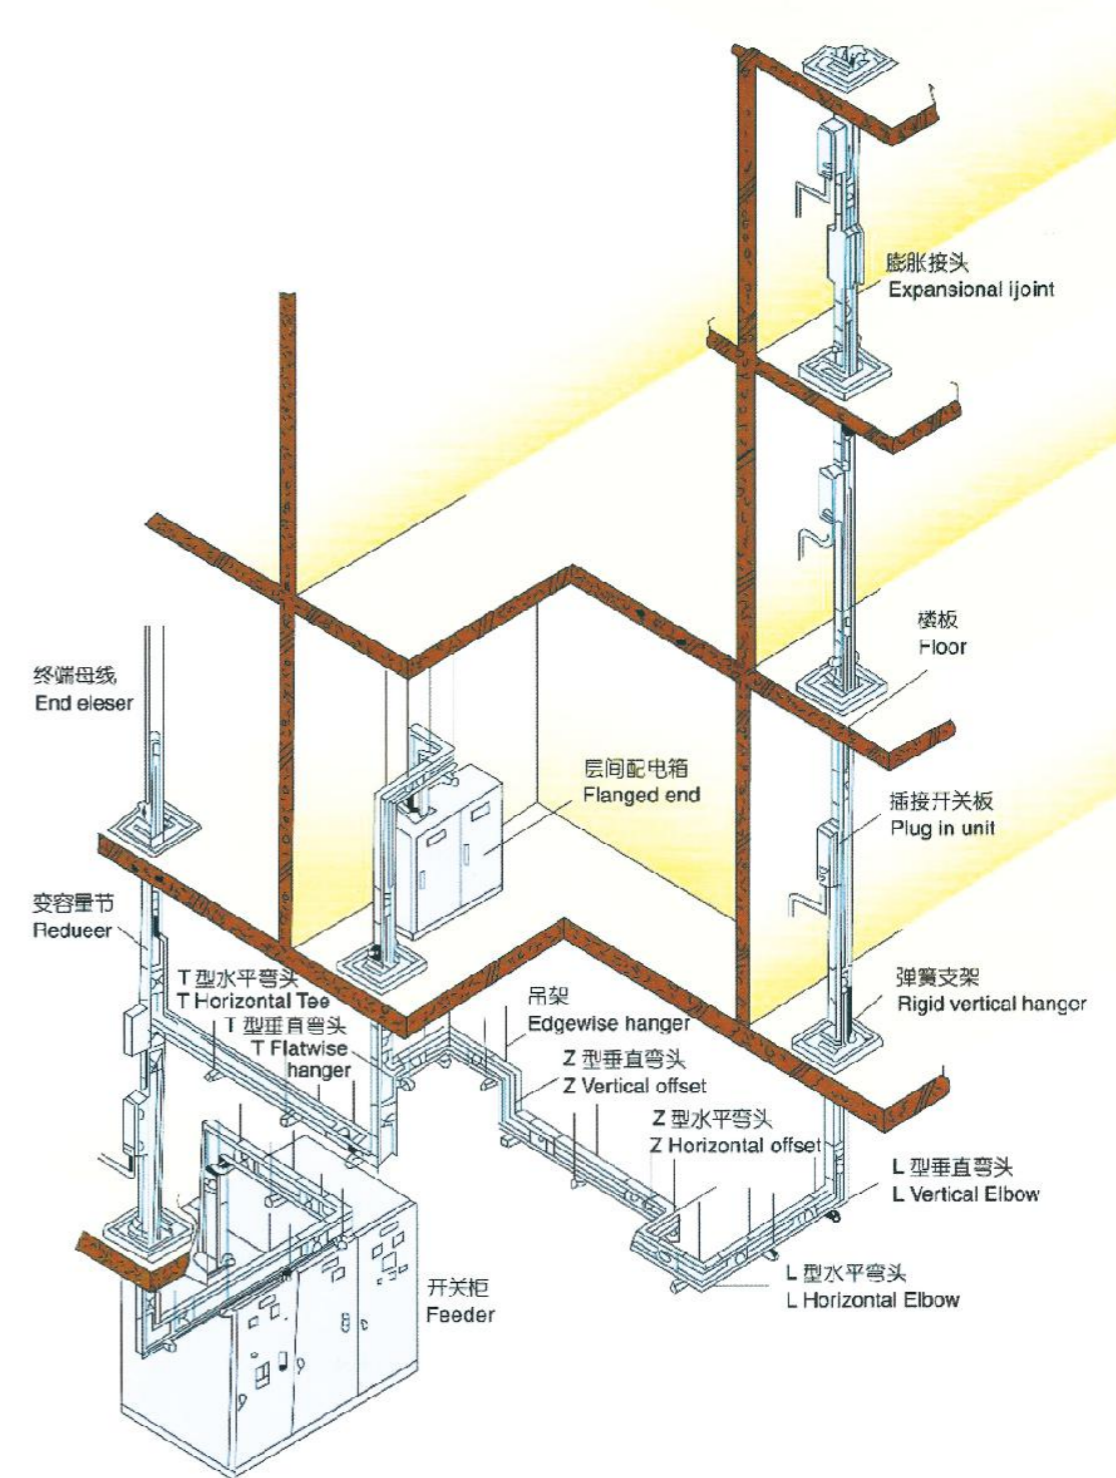 膨胀接头
Expansional ijoint
楼板
Floor
终端母线
End eleser
层间配电箱
Flanged end
插接开关板
Plug in unit
变容量节
Redueer
T 型水平弯头
T Horizontal Tee
T 型垂直弯头
T Flatwise
hanger
吊架
Edgewise hanger
弹簧支架
Rigid vertical hanger
Z 型垂直弯头
Z Vertical offset
Z 型水平弯头
Z Horizontal offset
L 型垂直弯头
L Vertical Elbow
L 型水平弯头
L Horizontal Elbow
开关柜
Feeder